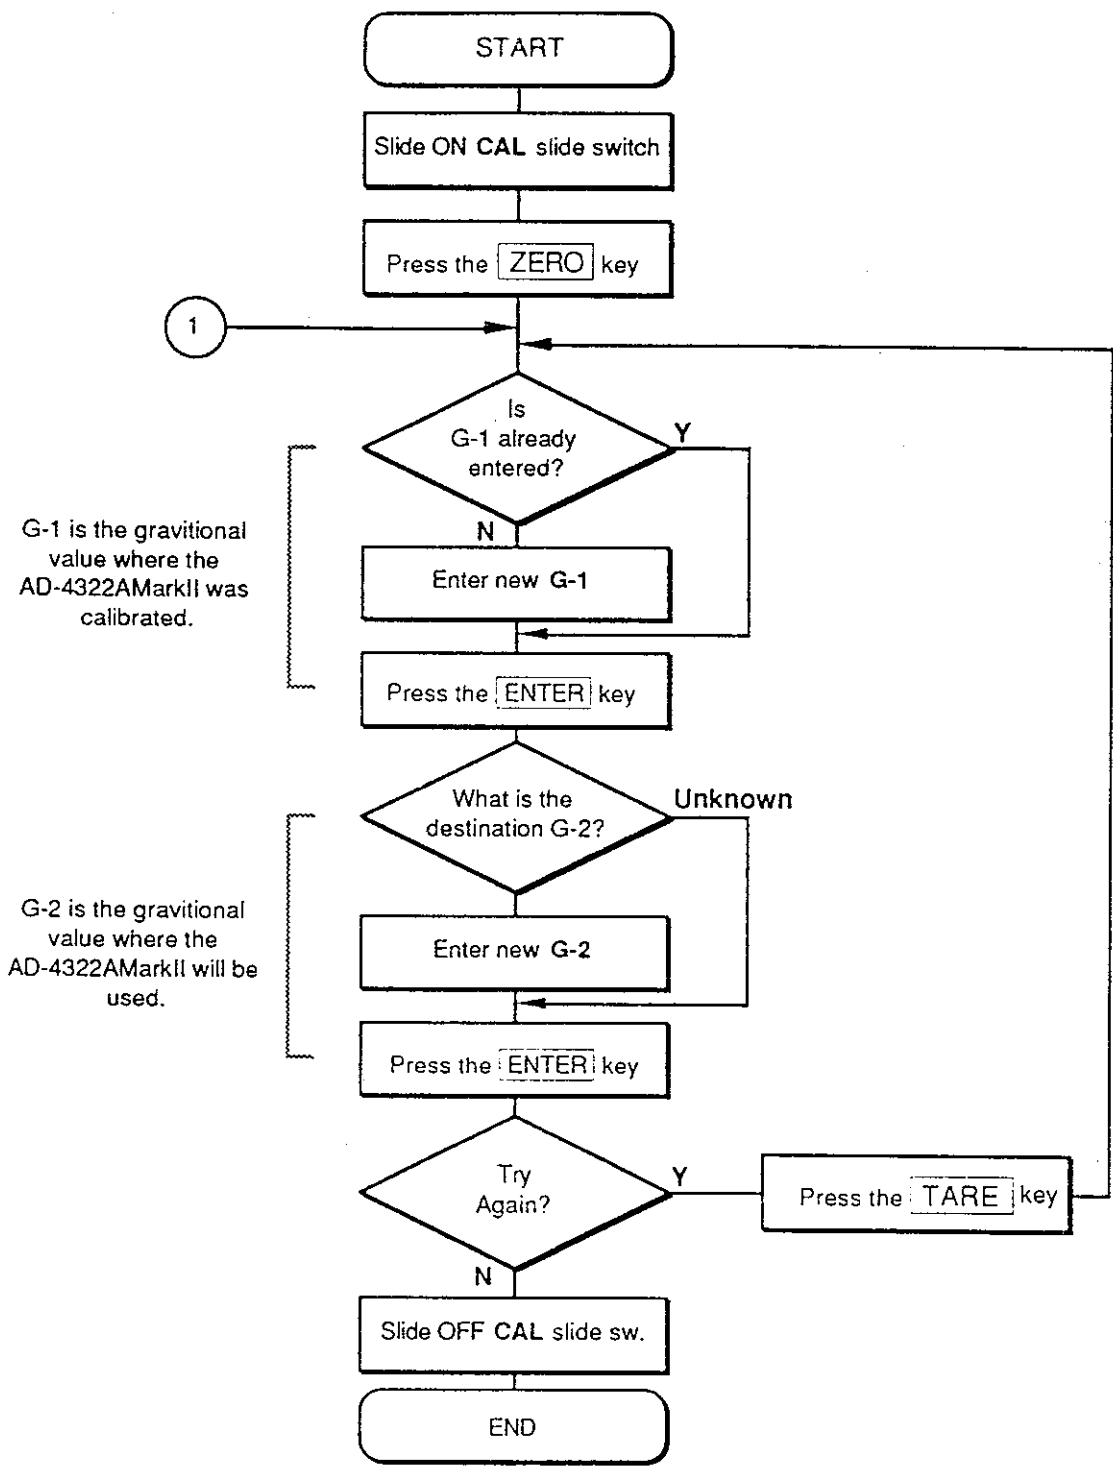 START
Slide ON CAL slide switch
Press the ZERO key
1
Is
G-1 already
entered?
Y
N
G-1 is the gravitional
value where the
AD-4322AMarkII was
calibrated.
Enter new G-1
Press the ENTER key
What is the
destination G-2?
Unknown
G-2 is the gravitional
value where the
AD-4322AMarkII will be
used.
Enter new G-2
Press the ENTER key
Try
Again?
Y
Press the TARE key
N
Slide OFF CAL slide sw.
END